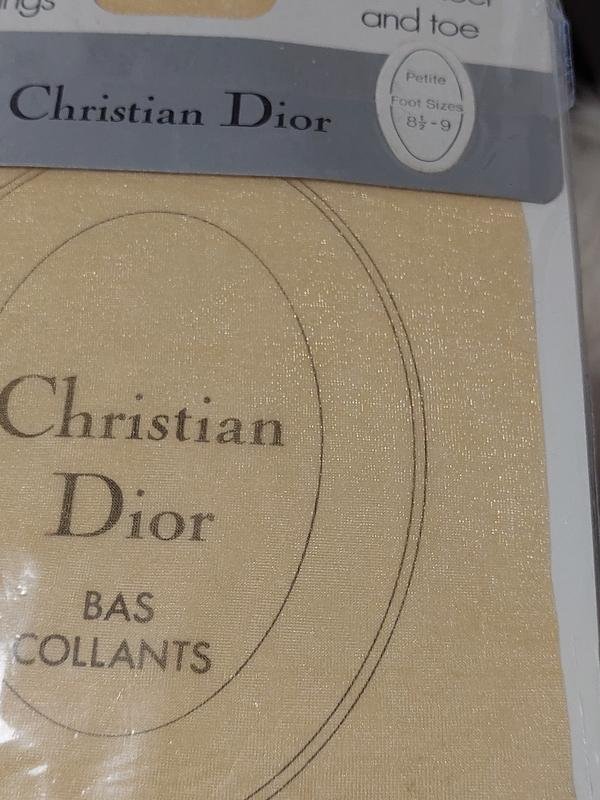 and toe
Christian Dior
Petite
Foot Sizes
8½-9
Christian
Dior
BAS
COLLANTS